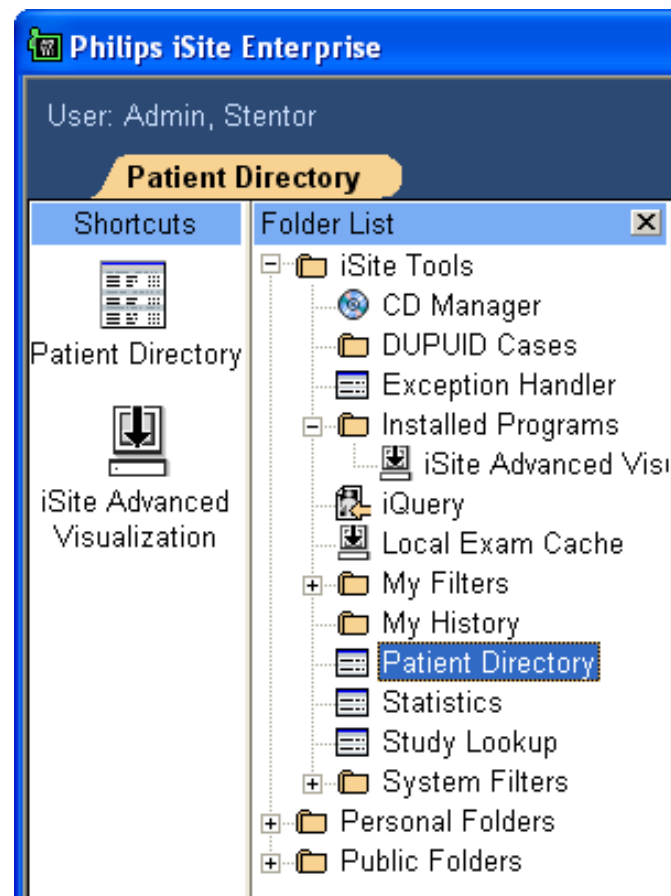 Philips iSite Enterprise
User: Admin, Stentor
Patient Directory
Shortcuts
Patient Directory
iSite Advanced
Visualization
Folder List
iSite Tools
CD Manager
DUPUID Cases
Exception Handler
Installed Programs
iSite Advanced Visu
iQuery
Local Exam Cache
My Filters
My History
Patient Directory
Statistics
Study Lookup
System Filters
Personal Folders
Public Folders